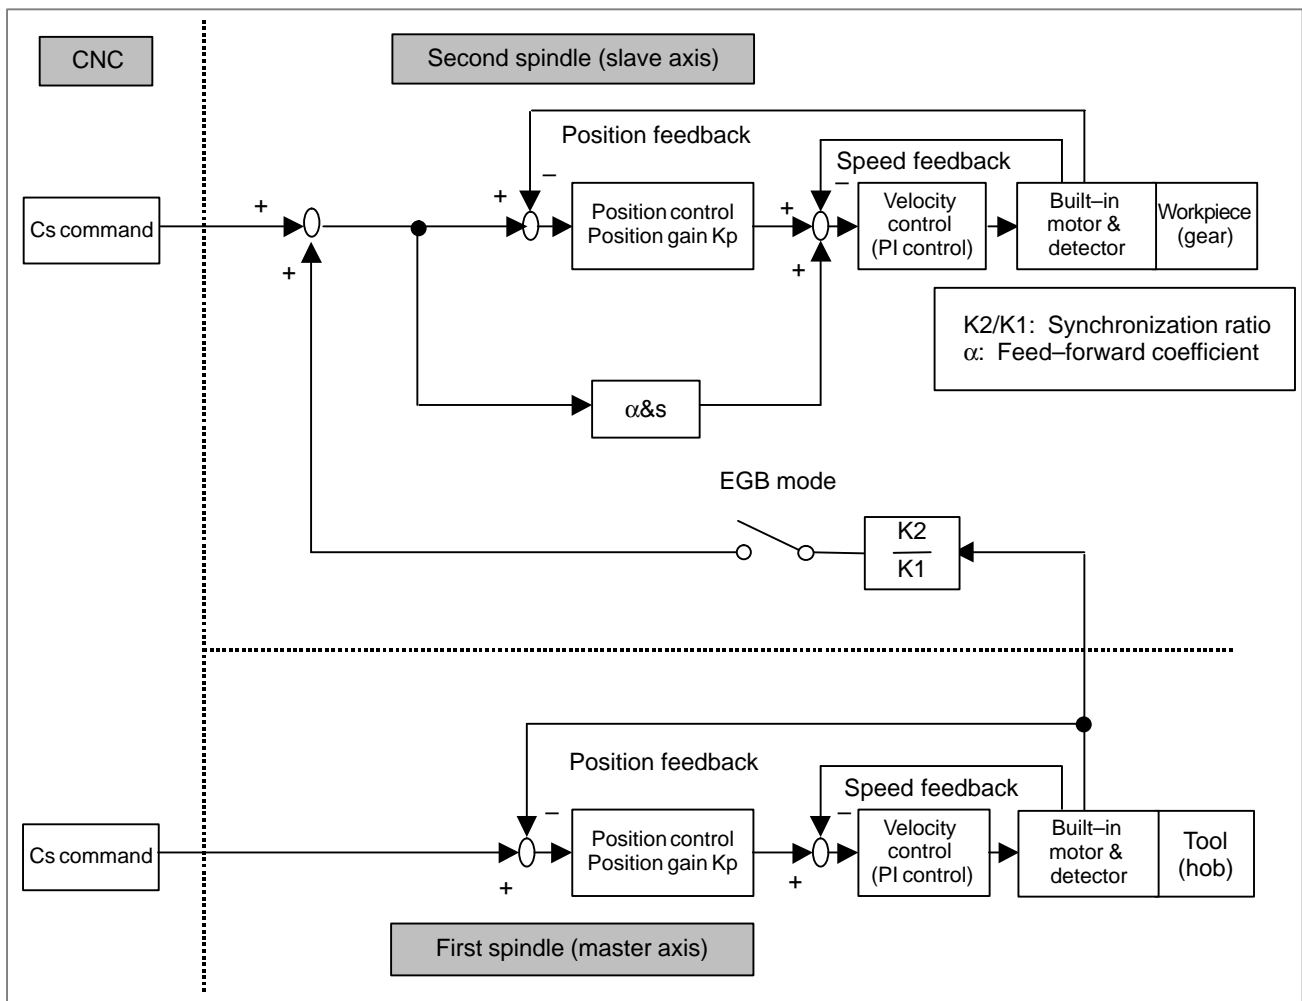 CNC
Second spindle (slave axis)
Position feedback
Speed feedback
–
–
+
+
+
Cs command
Position control
Position gain Kp
Velocity
control
(PI control)
Built–in
motor &
detector
Workpiece
(gear)
+
+
K2/K1: Synchronization ratio
α: Feed–forward coefficient
α&s
EGB mode
K2
K1
Position feedback
Speed feedback
–
–
Cs command
Position control
Position gain Kp
Velocity
control
(PI control)
Built–in
motor &
detector
Tool
(hob)
+
+
First spindle (master axis)